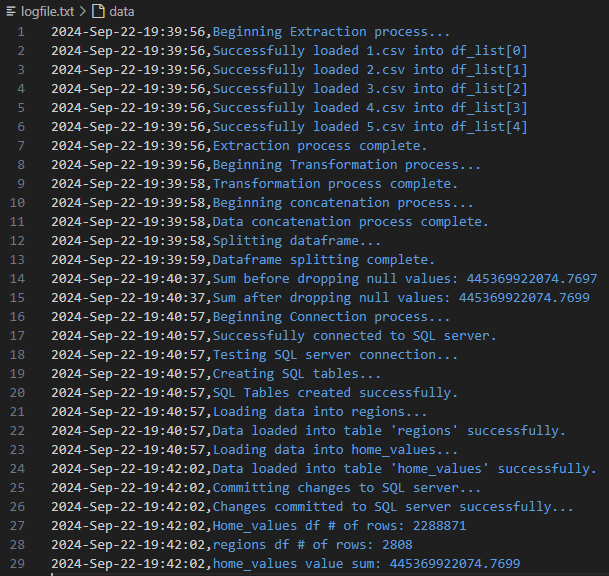 logfile.txt > data
1 2024-Sep-22-19:39:56,Beginning Extraction process...
2 2024-Sep-22-19:39:56,Successfully loaded 1.csv into df_list[0]
3 2024-Sep-22-19:39:56,Successfully loaded 2.csv into df_list[1]
4 2024-Sep-22-19:39:56,Successfully loaded 3.csv into df_list[2]
5 2024-Sep-22-19:39:56,Successfully loaded 4.csv into df_list[3]
6 2024-Sep-22-19:39:56,Successfully loaded 5.csv into df_list[4]
7 2024-Sep-22-19:39:56,Extraction process complete.
8 2024-Sep-22-19:39:56,Beginning Transformation process...
9 2024-Sep-22-19:39:58,Transformation process complete.
10 2024-Sep-22-19:39:58,Beginning concatenation process...
11 2024-Sep-22-19:39:58,Data concatenation process complete.
12 2024-Sep-22-19:39:58,Splitting dataframe...
13 2024-Sep-22-19:39:59,Dataframe splitting complete.
14 2024-Sep-22-19:40:37,Sum before dropping null values: 445369922074.7697
15 2024-Sep-22-19:40:37,Sum after dropping null values: 445369922074.7699
16 2024-Sep-22-19:40:57,Beginning Connection process...
17 2024-Sep-22-19:40:57,Successfully connected to SQL server.
18 2024-Sep-22-19:40:57,Testing SQL server connection...
19 2024-Sep-22-19:40:57,Creating SQL tables...
20 2024-Sep-22-19:40:57,SQL Tables created successfully.
21 2024-Sep-22-19:40:57,Loading data into regions...
22 2024-Sep-22-19:40:57,Data loaded into table 'regions' successfully.
23 2024-Sep-22-19:40:57,Loading data into home_values...
24 2024-Sep-22-19:42:02,Data loaded into table 'home_values' successfully.
25 2024-Sep-22-19:42:02,Committing changes to SQL server...
26 2024-Sep-22-19:42:02,Changes committed to SQL server successfully...
27 2024-Sep-22-19:42:02,Home_values df # of rows: 2288871
28 2024-Sep-22-19:42:02,regions df # of rows: 2808
29 2024-Sep-22-19:42:02,home_values value sum: 445369922074.7699